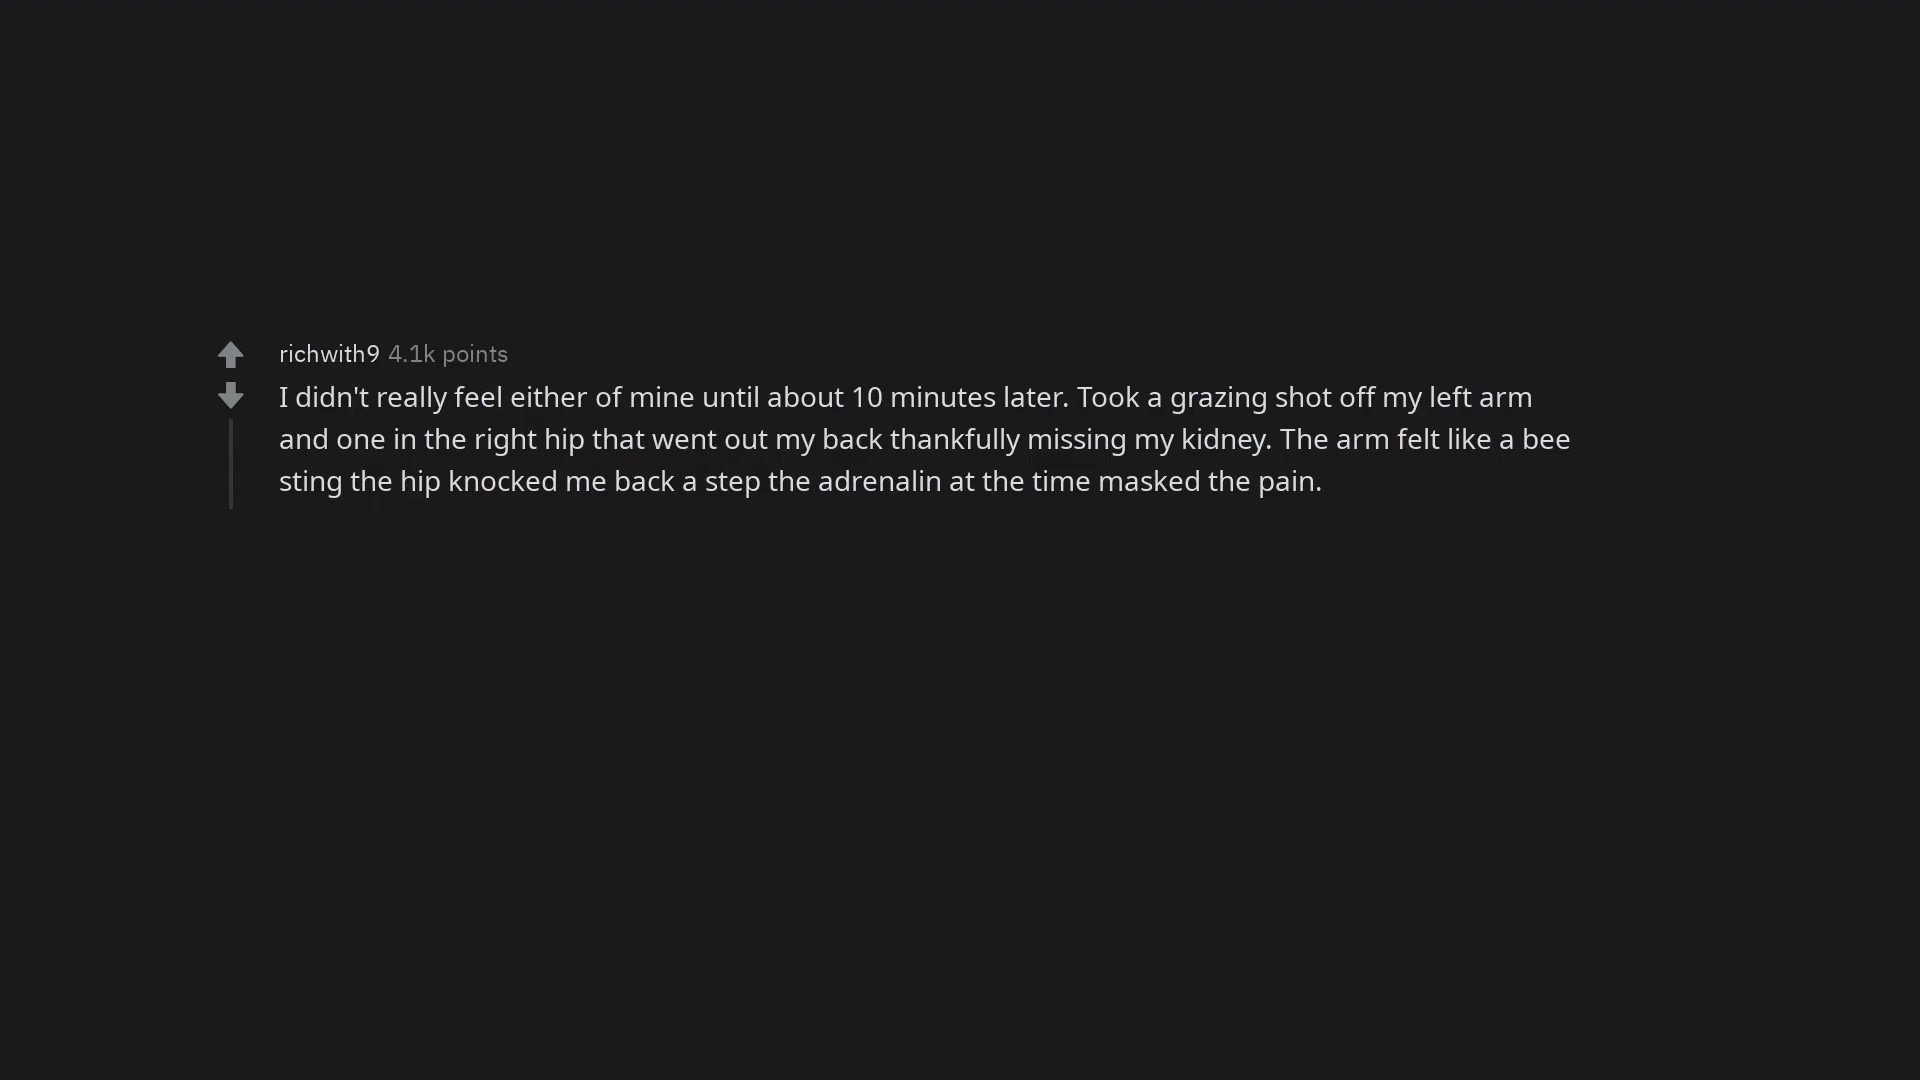 richwith9 4.1k points
I didn't really feel either of mine until about 10 minutes later. Took a grazing shot off my left arm
and one in the right hip that went out my back thankfully missing my kidney. The arm felt like a bee
sting the hip knocked me back a step the adrenalin at the time masked the pain.